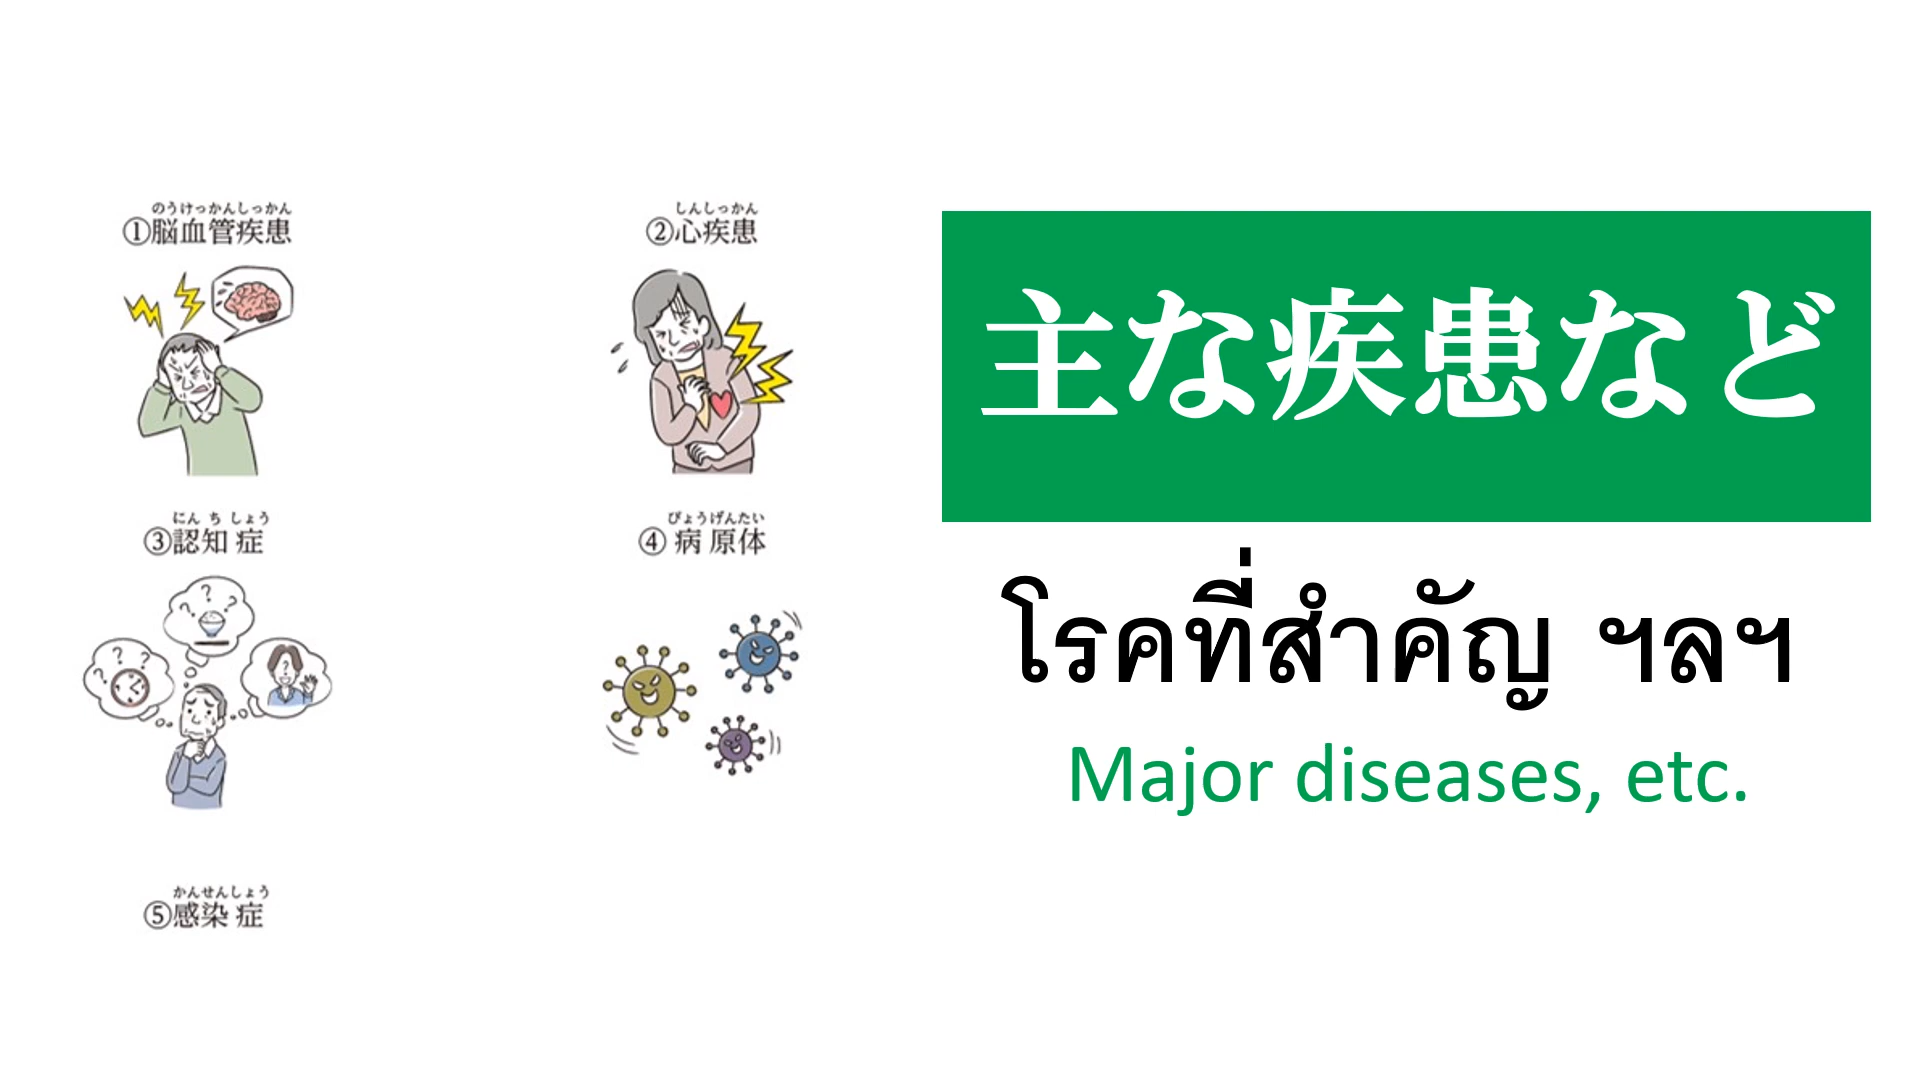 のうけっかんしっかん
①脳血管疾患
しんしっかん
②心疾患
にんちしょう
③認知症
びょうげんたい
④病原体
かんせんしょう
⑤感染症
主な疾患など
โรคที่สำคัญ ฯลฯ
Major diseases, etc.